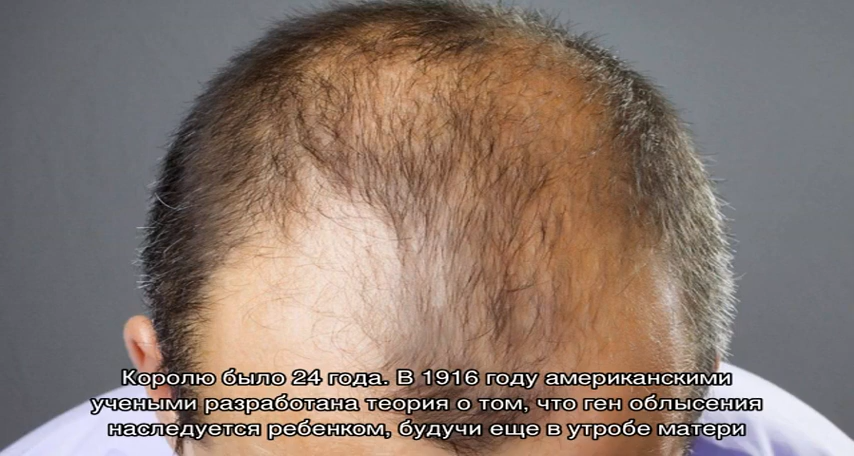 Королю было 24 года. В 1916 году американскими
учеными разработана теория о том, что ген облысения
наследуется ребенком, будучи еще в утробе матери